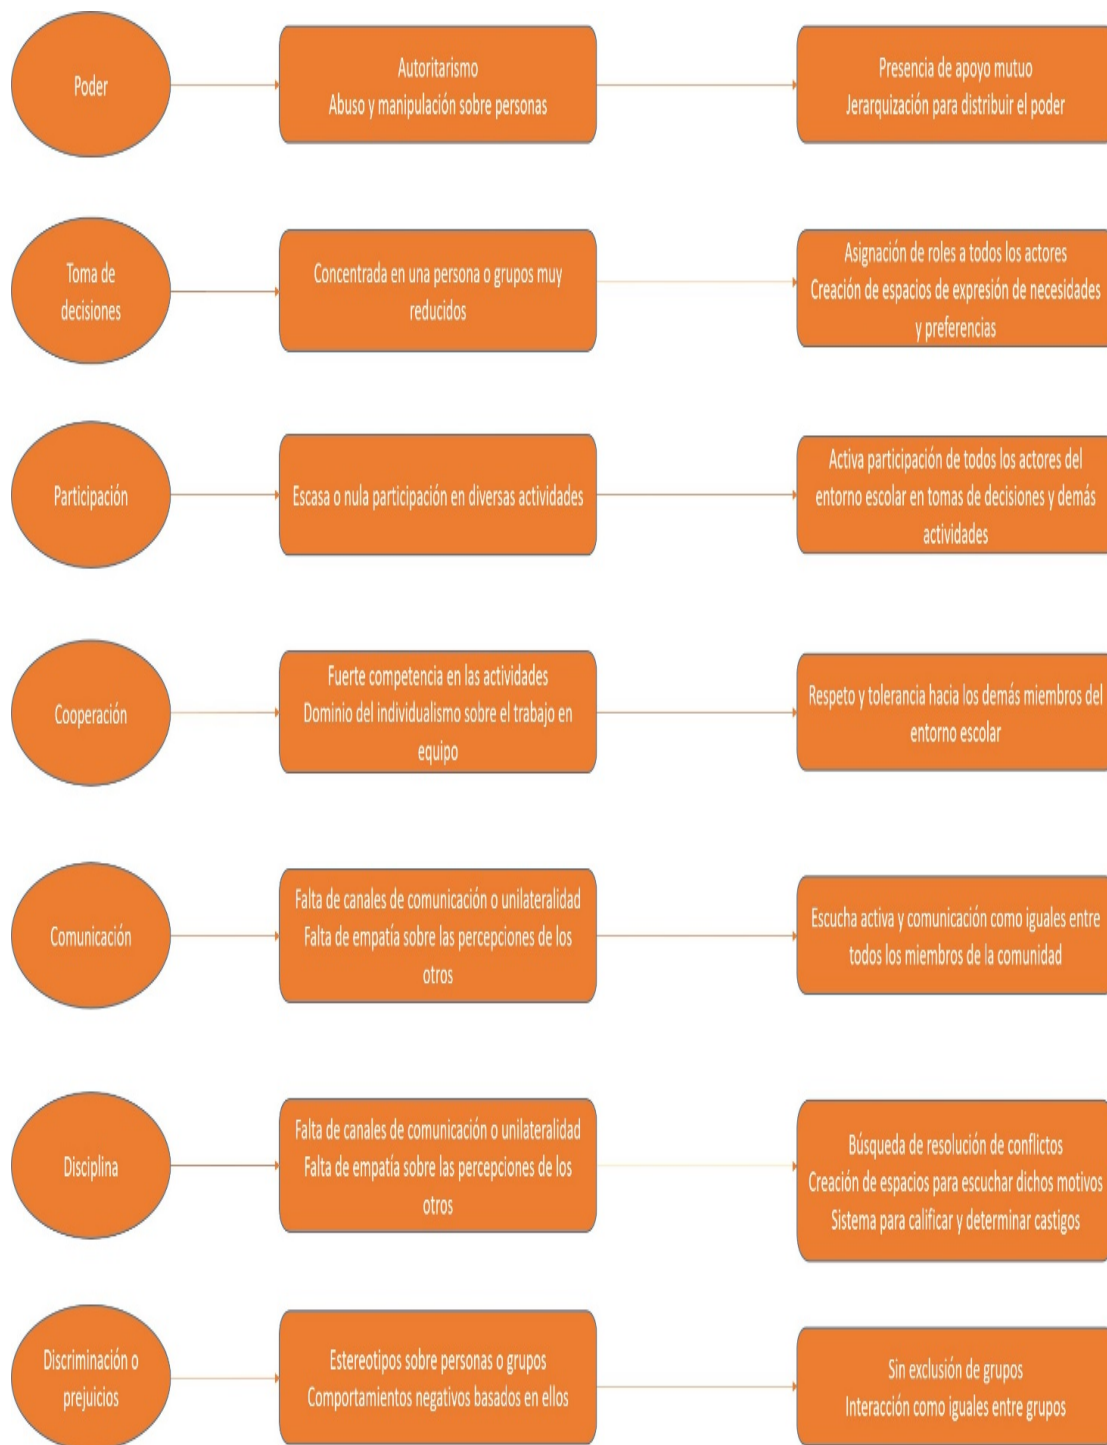 Poder
Autoritarismo
Abuso y manipulación sobre personas
Presencia de apoyo mutuo
Jerarquización para distribuir el poder
Toma de
decisiones
Concentrada en una persona o grupos muy
reducidos
Asignación de roles a todos los actores
Creación de espacios de expresión de necesidades
y preferencias
Participación
Escasa o nula participación en diversas actividades
Activa participación de todos los actores del
entorno escolar en tomas de decisiones y demás
actividades
Cooperación
Fuerte competencia en las actividades
Dominio del individualismo sobre el trabajo en
equipo
Respeto y tolerancia hacia los demás miembros del
entorno escolar
Comunicación
Falta de canales de comunicación o unilateralidad
Falta de empatía sobre las percepciones de los
otros
Escucha activa y comunicación como iguales entre
todos los miembros de la comunidad
Disciplina
Falta de canales de comunicación o unilateralidad
Falta de empatía sobre las percepciones de los
otros
Búsqueda de resolución de conflictos
Creación de espacios para escuchar dichos motivos
Sistema para calificar y determinar castigos
Discriminación o
prejuicios
Estereotipos sobre personas o grupos
Comportamientos negativos basados en ellos
Sin exclusión de grupos
Interacción como iguales entre grupos